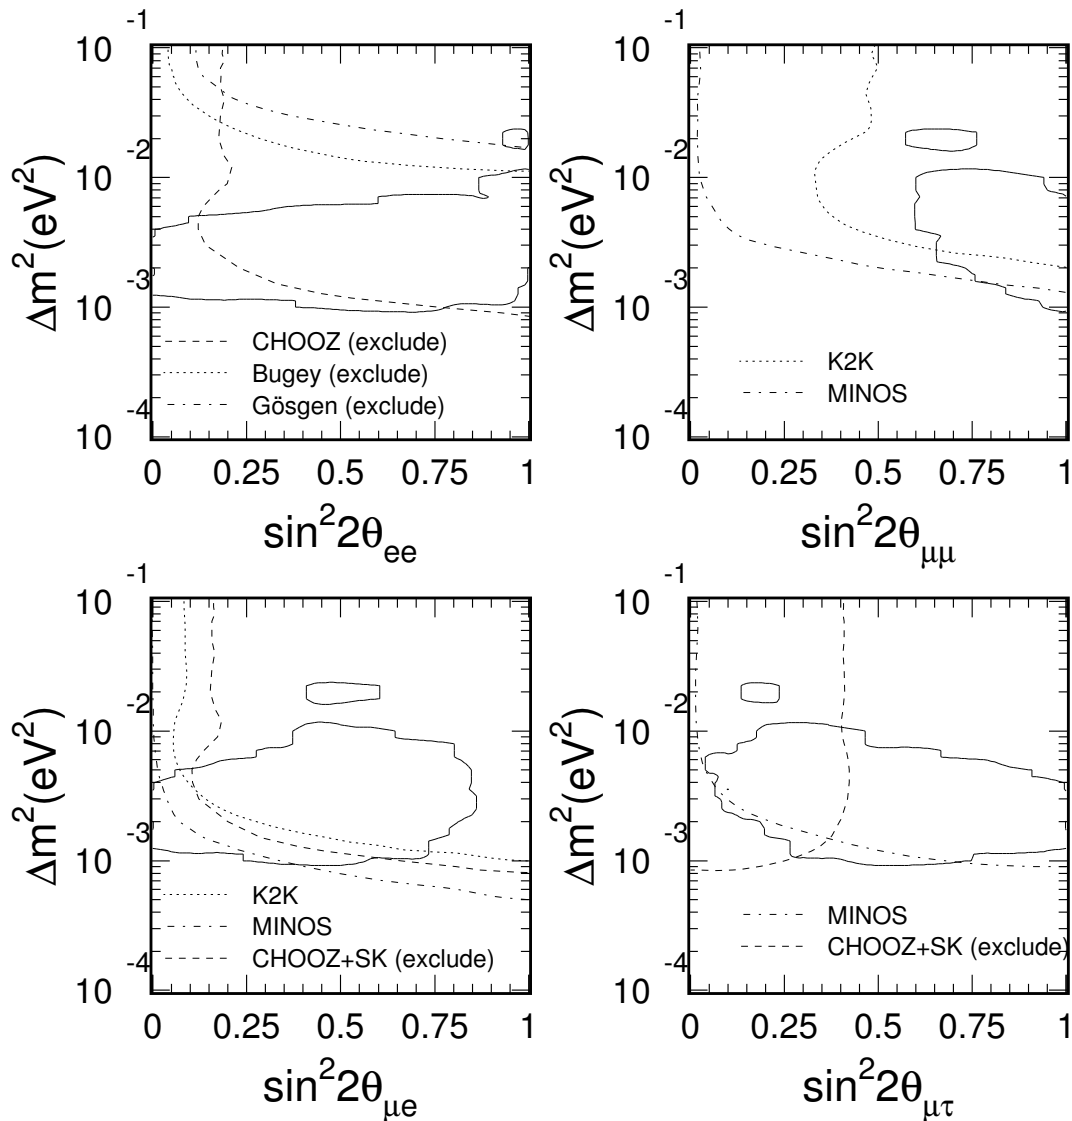 10⁻¹
10⁻²
10⁻³
10⁻⁴
Δm²(eV²)
CHOOZ (exclude)
Bugey (exclude)
Gösgen (exclude)
0 0.25 0.5 0.75 1
sin²2θee
10⁻¹
10⁻²
10⁻³
10⁻⁴
Δm²(eV²)
K2K
MINOS
0 0.25 0.5 0.75 1
sin²2θμμ
10⁻¹
10⁻²
10⁻³
10⁻⁴
Δm²(eV²)
K2K
MINOS
CHOOZ+SK (exclude)
0 0.25 0.5 0.75 1
sin²2θμe
10⁻¹
10⁻²
10⁻³
10⁻⁴
Δm²(eV²)
MINOS
CHOOZ+SK (exclude)
0 0.25 0.5 0.75 1
sin²2θμτ